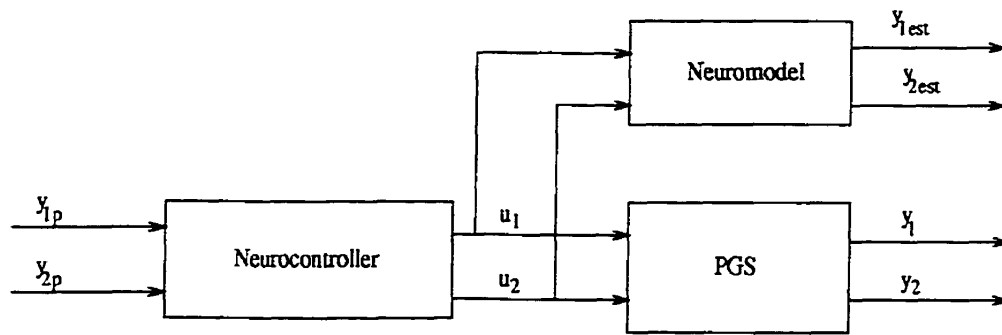 y1est
Neuromodel
y2est
y1p
u1
y1
Neurocontroller
PGS
y2p
u2
y2